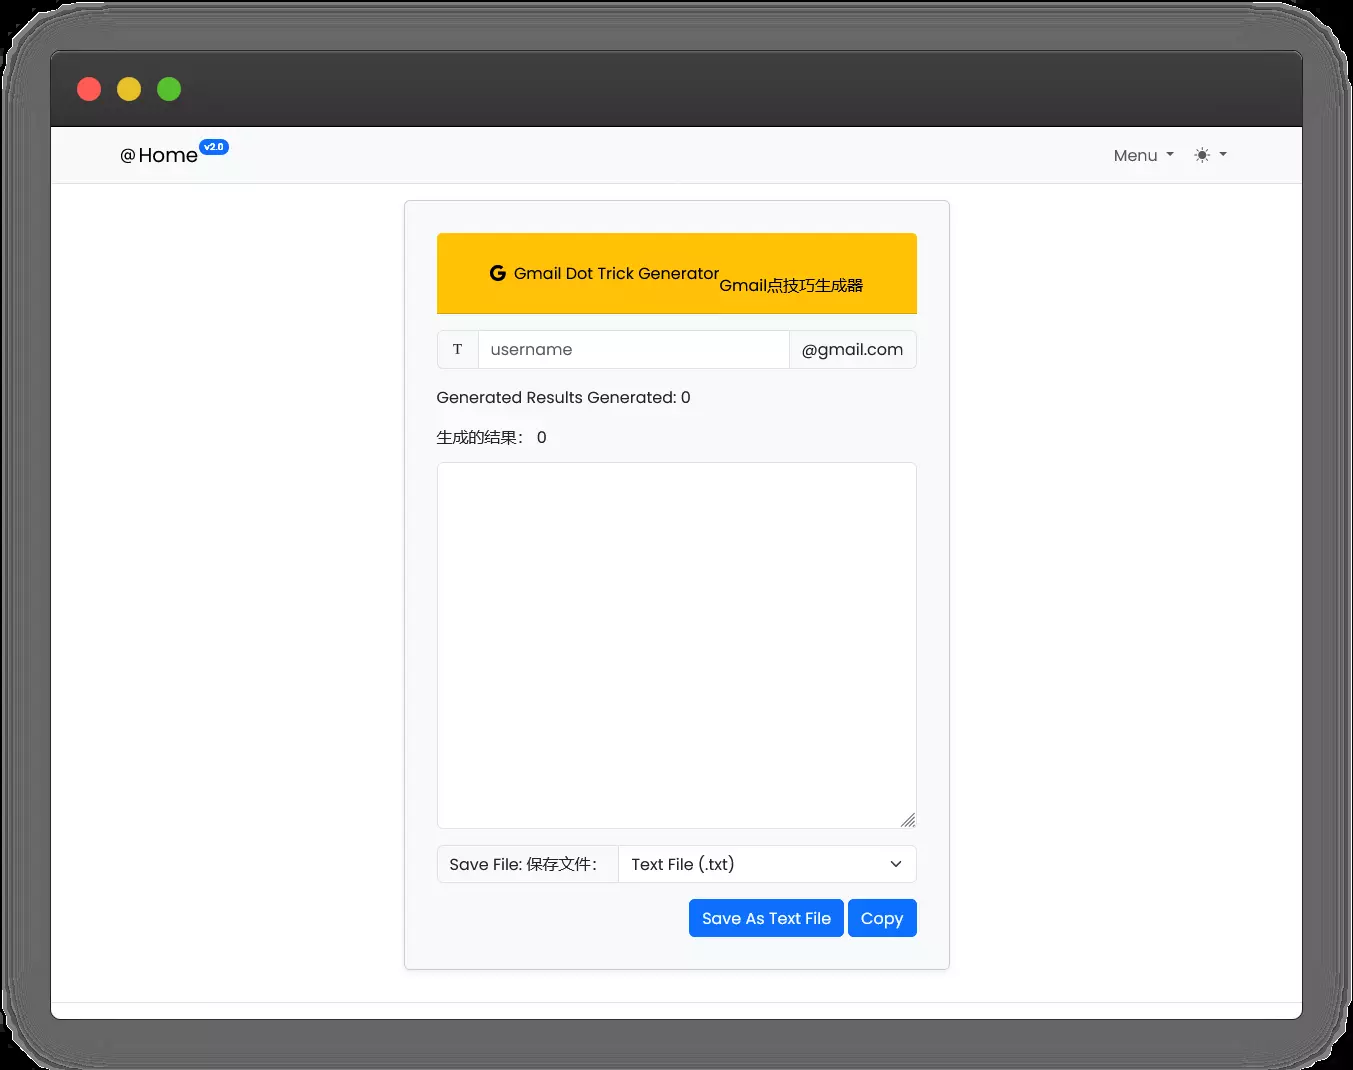 @Home v2.0
Menu
Gmail Dot Trick Generator
Gmail点技巧生成器
T username @gmail.com
Generated Results Generated: 0
生成的结果： 0
Save File: 保存文件： Text File (.txt)
Save As Text File Copy